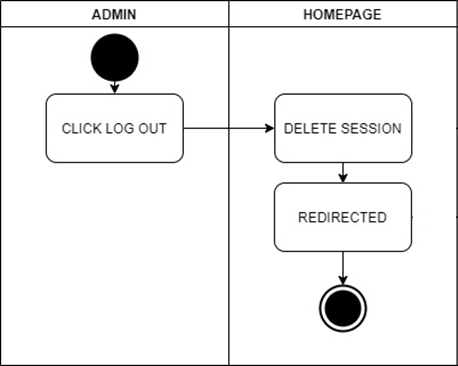 ADMIN
HOMEPAGE
CLICK LOG OUT
DELETE SESSION
REDIRECTED